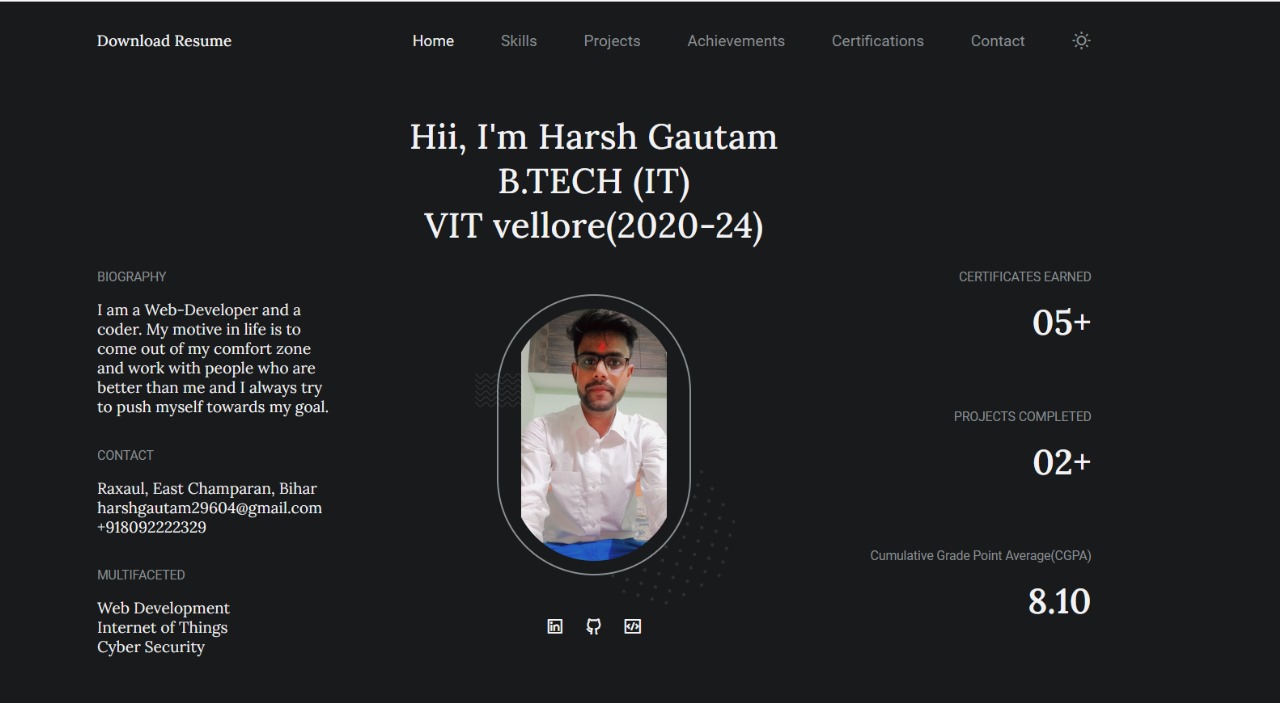 Download Resume
Home
Skills
Projects
Achievements
Certifications
Contact
Hii, I'm Harsh Gautam
B.TECH (IT)
VIT vellore(2020-24)
BIOGRAPHY
I am a Web-Developer and a
coder. My motive in life is to
come out of my comfort zone
and work with people who are
better than me and I always try
to push myself towards my goal.
CONTACT
Raxaul, East Champaran, Bihar
harshgautam29604@gmail.com
+918092222329
MULTIFACETED
Web Development
Internet of Things
Cyber Security
CERTIFICATES EARNED
05+
PROJECTS COMPLETED
02+
Cumulative Grade Point Average(CGPA)
8.10